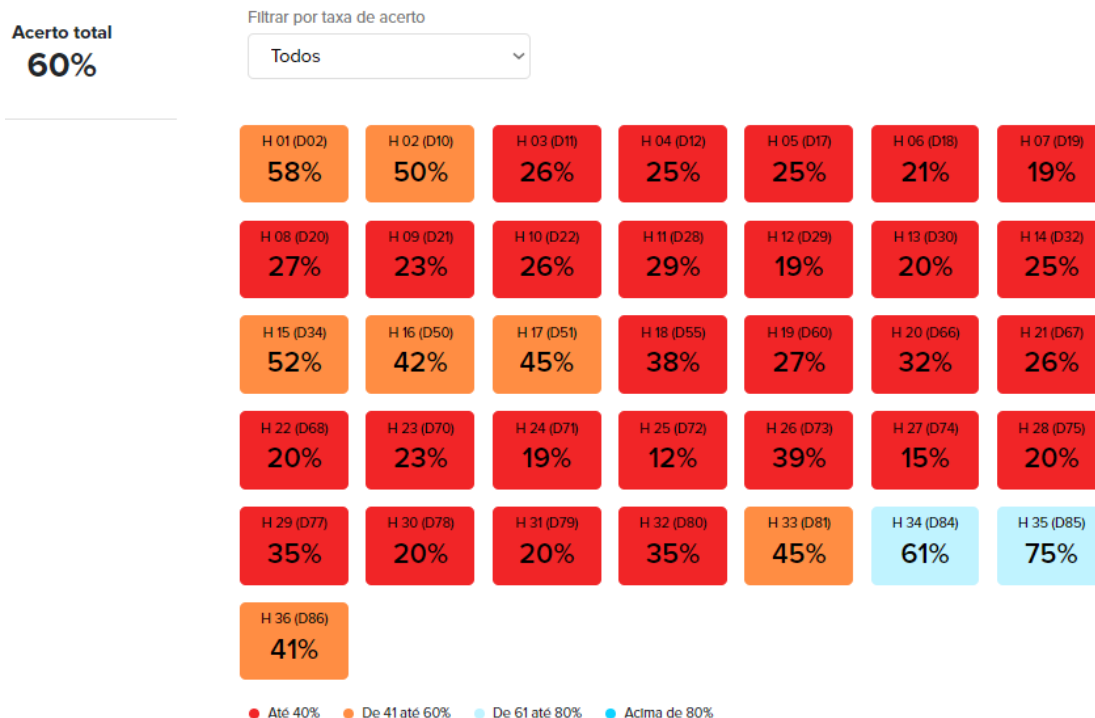 Filtrar por taxa de acerto
Acerto total
60%
Todos
H 01 (D02) H 02 (D10) H 03 (D11) H 04 (D12) H 05 (D17) H 06 (D18) H 07 (D19)
58% 50% 26% 25% 25% 21% 19%
H 08 (D20) H 09 (D21) H 10 (D22) H 11 (D28) H 12 (D29) H 13 (D30) H 14 (D32)
27% 23% 26% 29% 19% 20% 25%
H 15 (D34) H 16 (D50) H 17 (D51) H 18 (D55) H 19 (D60) H 20 (D66) H 21 (D67)
52% 42% 45% 38% 27% 32% 26%
H 22 (D68) H 23 (D70) H 24 (D71) H 25 (D72) H 26 (D73) H 27 (D74) H 28 (D75)
20% 23% 19% 12% 39% 15% 20%
H 29 (D77) H 30 (D78) H 31 (D79) H 32 (D80) H 33 (D81) H 34 (D84) H 35 (D85)
35% 20% 20% 35% 45% 61% 75%
H 36 (D86)
41%
Até 40% De 41 até 60% De 61 até 80% Acima de 80%